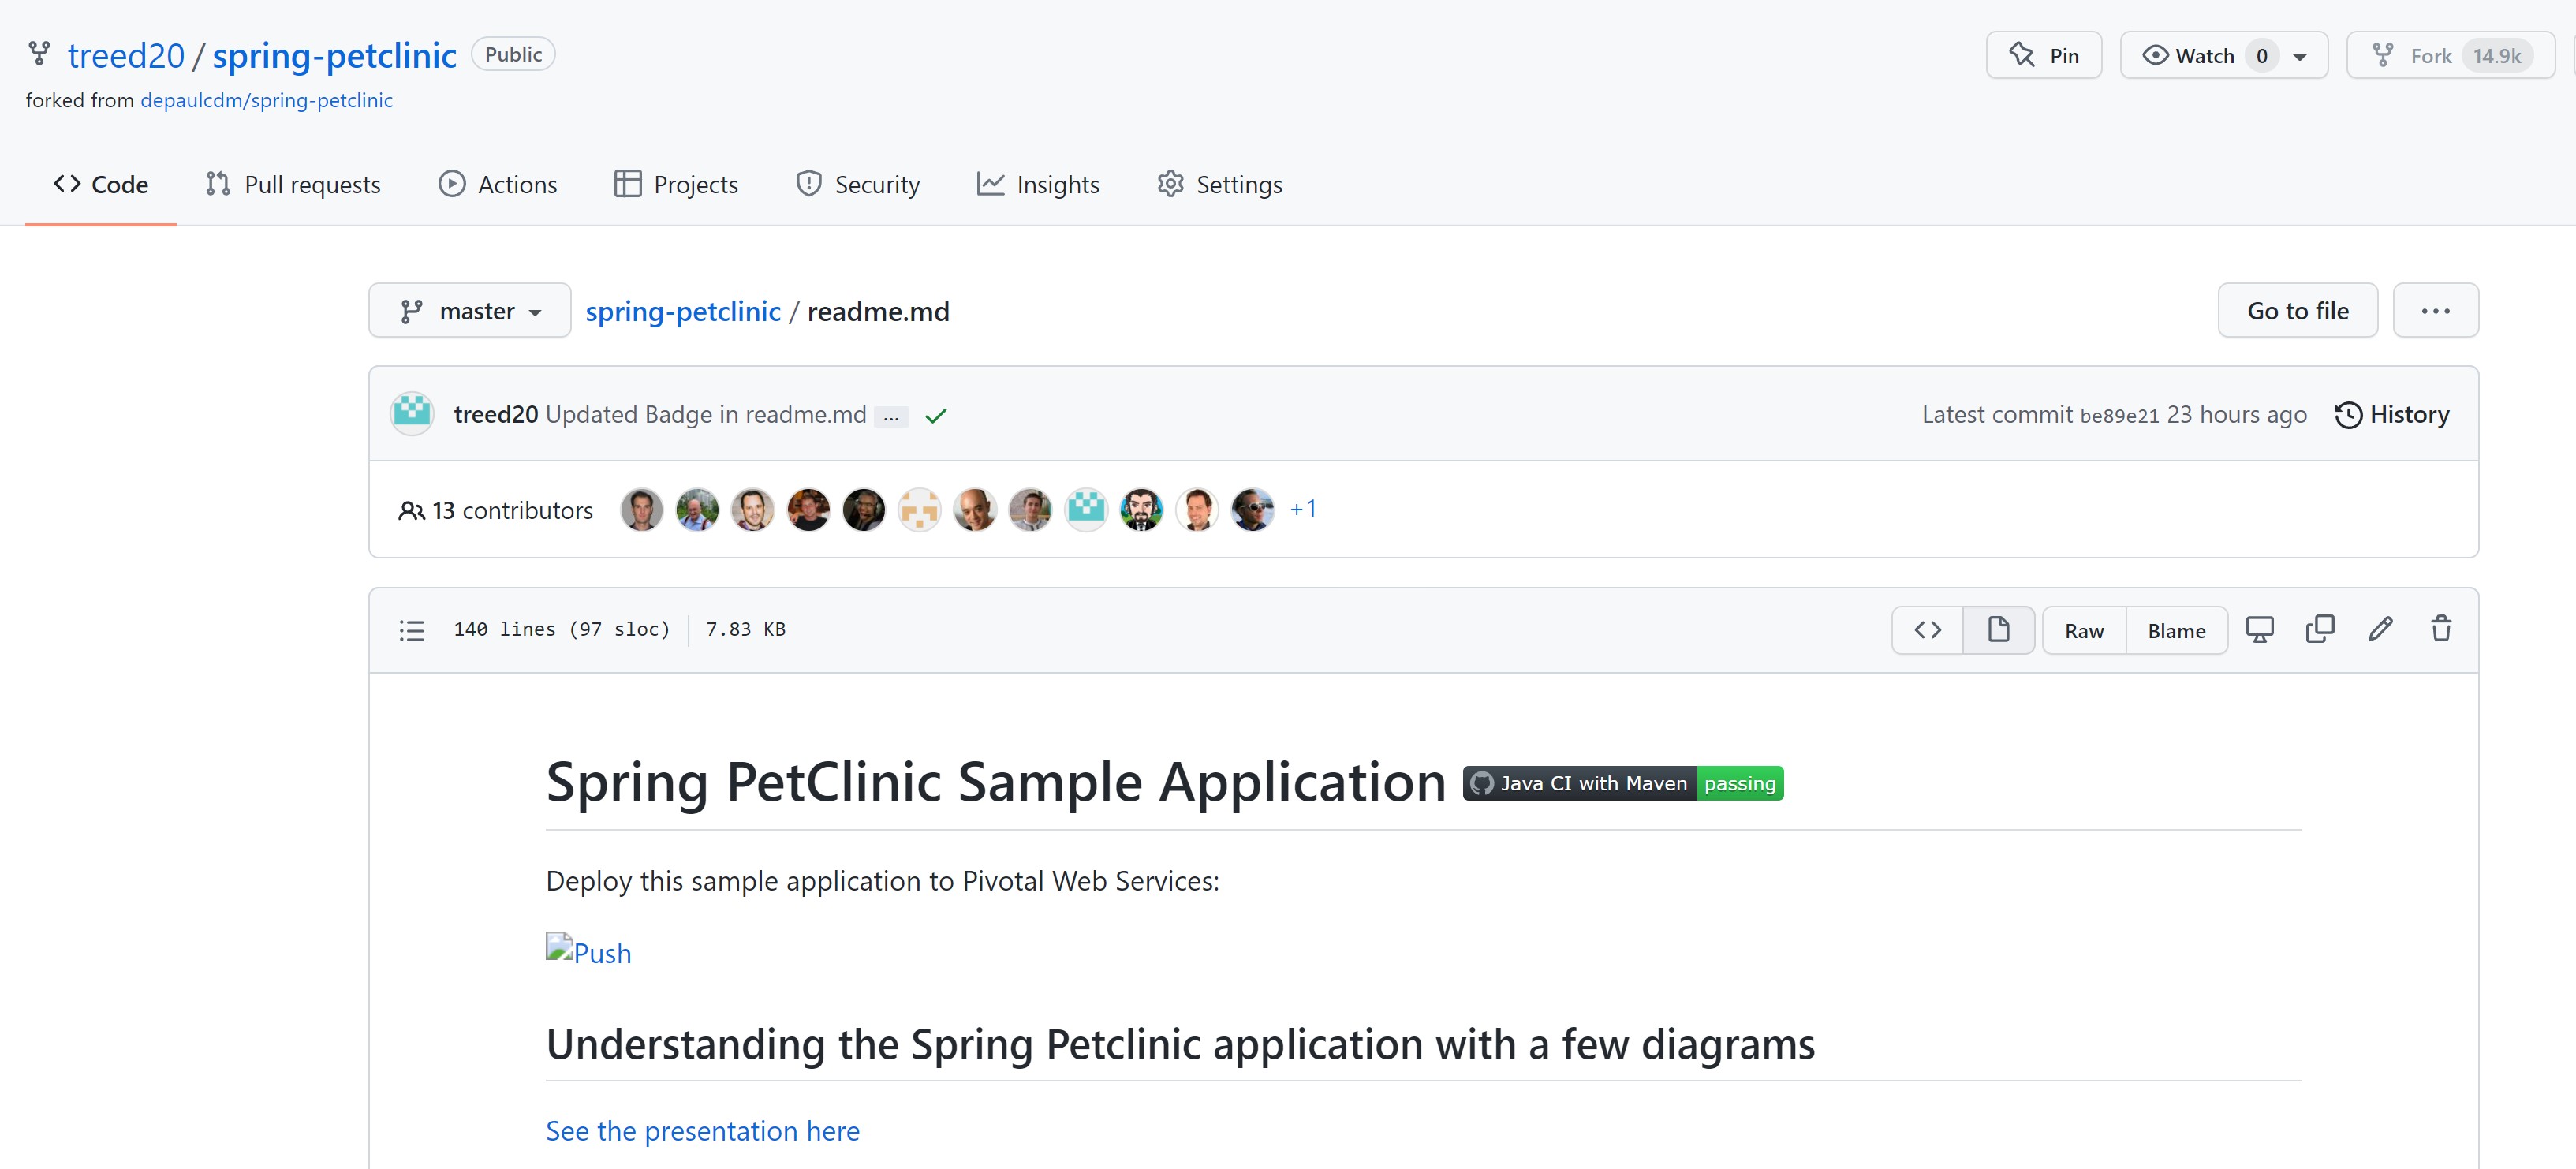 treed20 / spring-petclinic Public
Pin
Watch 0
Fork 14.9k
forked from depaulcdm/spring-petclinic
Code
Pull requests
Actions
Projects
Security
Insights
Settings
master
spring-petclinic / readme.md
Go to file
...
treed20 Updated Badge in readme.md ...
Latest commit be89e21 23 hours ago
History
13 contributors
+1
140 lines (97 sloc)
7.83 KB
Raw
Blame
Spring PetClinic Sample Application
Java CI with Maven passing
Deploy this sample application to Pivotal Web Services:
Push
Understanding the Spring Petclinic application with a few diagrams
See the presentation here